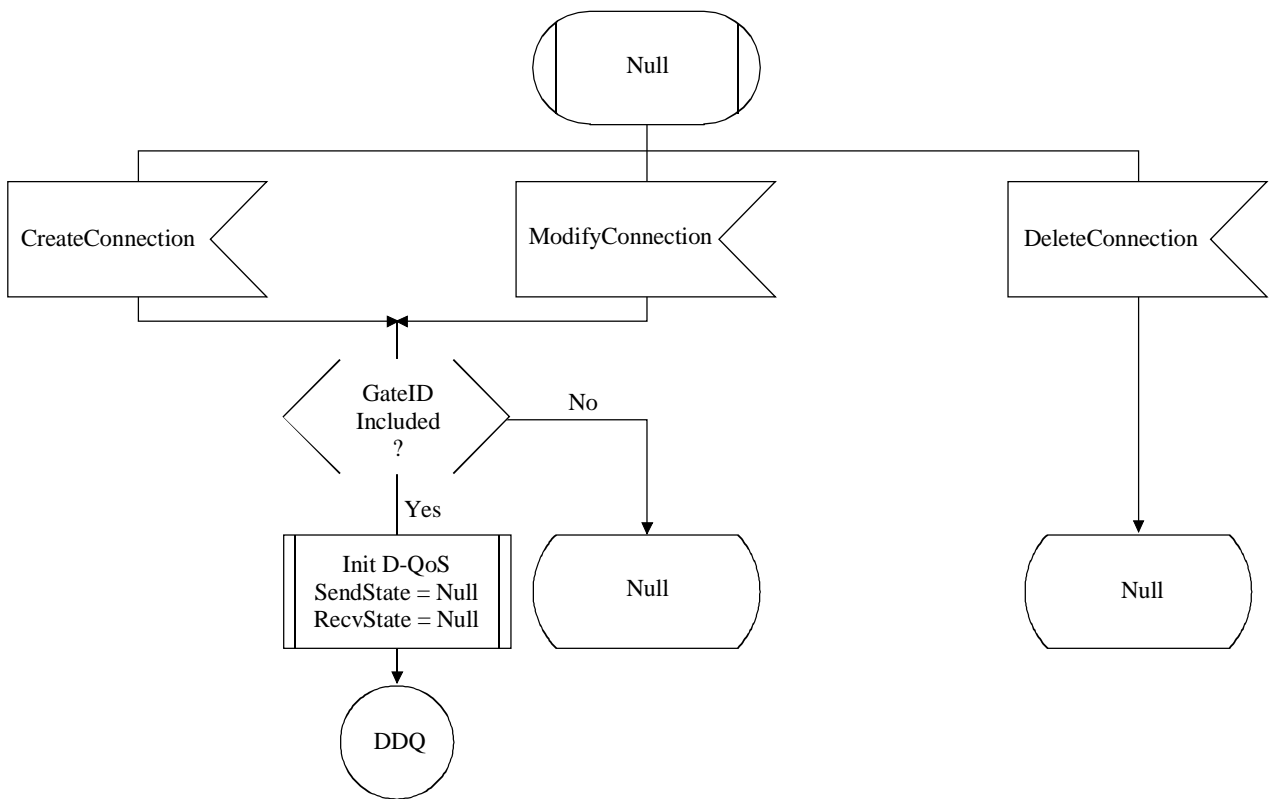 Null
CreateConnection
ModifyConnection
DeleteConnection
GateID
Included
?
No
Yes
Init D-QoS
SendState = Null
RecvState = Null
Null
Null
DDQ